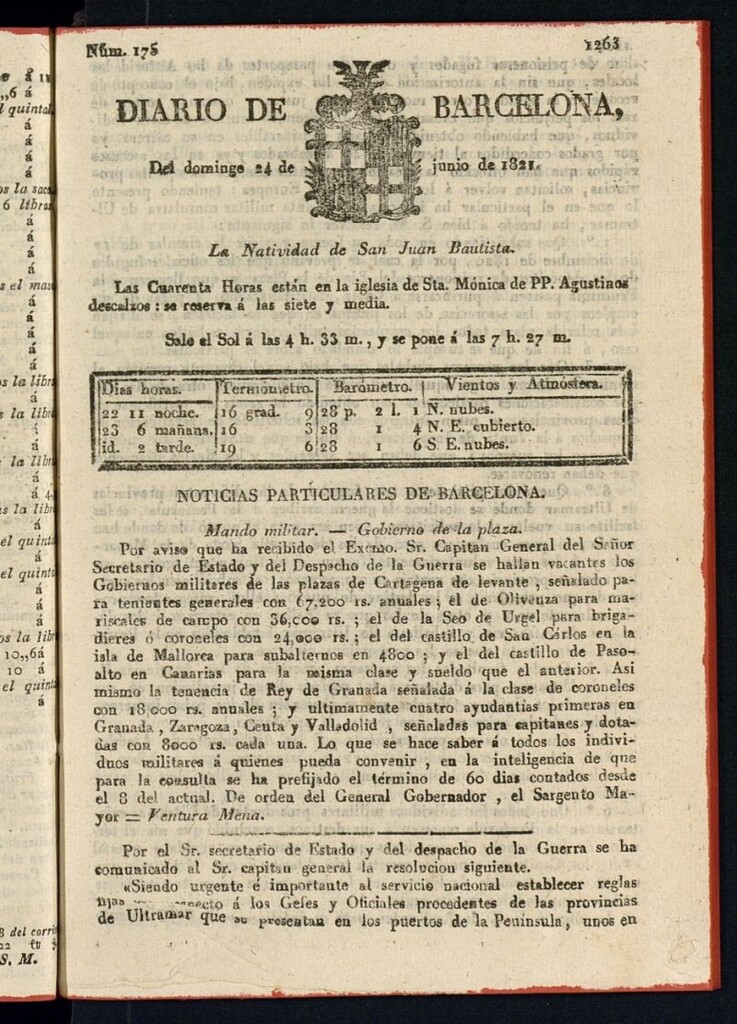 Núm. 175
1263
DIARIO DE BARCELONA,
Del domingo 24 de junio de 1821.
La Natividad de San Juan Bautista.
Las Cuarenta Horas están en la iglesia de Sta. Mónica de PP. Agustinos
descalzos: se reserva á las siete y media.
Sale el Sol á las 4 h. 33 m., y se pone á las 7 h. 27 m.
Dias horas. Termómetro. Barómetro. Vientos y Atmósfera.
22 11 noche. 16 grad. 9 28 p. 2 l. 1 N. nubes.
23 6 mañana. 16 3 28 1 4 N. E. cubierto.
id. 2 tarde. 19 6 28 1 6 S. E. nubes.
NOTICIAS PARTICULARES DE BARCELONA.
Mando militar. — Gobierno de la plaza.
Por aviso que ha recibido el Excmo. Sr. Capitan General del Señor
Secretario de Estado y del Despacho de la Guerra se hallan vacantes los
Gobiernos militares de las plazas de Cartagena de levante, señalado pa-
ra tenientes generales con 67,200 rs. anuales; el de Olivenza para ma-
riscales de campo con 36,000 rs.; el de la Seo de Urgel para briga-
dieres ó coroneles con 24,000 rs.; el del castillo de San Cárlos en la
isla de Mallorca para subalternos en 4800; y el del castillo de Paso-
alto en Canarias para la misma clase y sueldo que el anterior. Asi
mismo la tenencia de Rey de Granada señalada á la clase de coroneles
con 18,000 rs. anuales; y ultimamente cuatro ayudantias primeras en
Granada, Zaragoza, Ceuta y Valladolid, señaladas para capitanes y dota-
das con 8000 rs. cada una. Lo que se hace saber á todos los indivi-
duos militares á quienes pueda convenir, en la inteligencia de que
para la consulta se ha prefijado el término de 60 dias contados desde
el 8 del actual. De orden del General Gobernador, el Sargento Ma-
yor = Ventura Mena.
Por el Sr. secretario de Estado y del despacho de la Guerra se ha
comunicado al Sr. capitan general la resolucion siguiente.
«Siendo urgente é importante al servicio nacional establecer reglas
á los Gefes y Oficiales procedentes de las provincias
de Ultramar que se presentan en los puertos de la Península, unos en